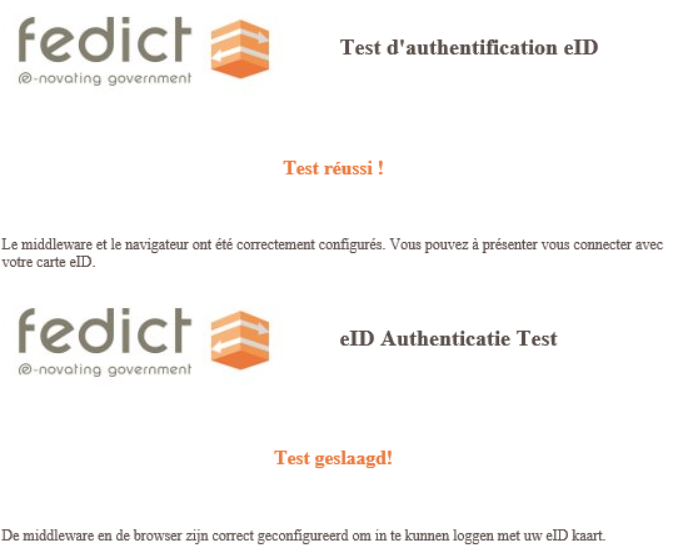 fedict
e-novating government
Test d'authentification eID
Test réussi !
Le middleware et le navigateur ont été correctement configurés. Vous pouvez à présenter vous connecter avec
votre carte eID.
fedict
e-novating government
eID Authenticatie Test
Test geslaagd!
De middleware en de browser zijn correct geconfigureerd om in te kunnen loggen met uw eID kaart.